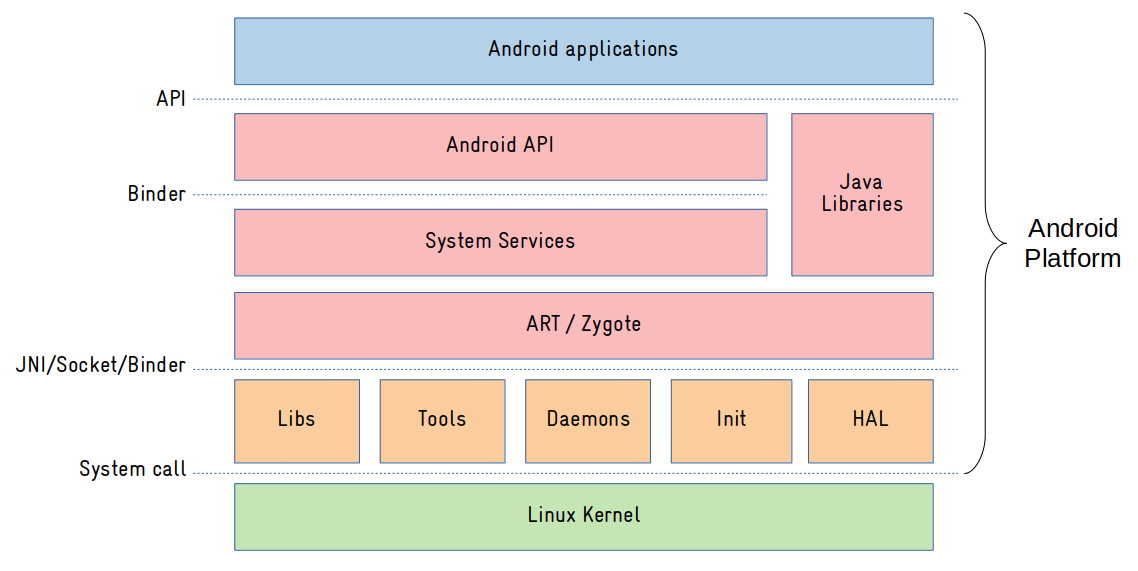 Android applications
API
Android API
Java
Libraries
Binder
System Services
Android
Platform
ART / Zygote
JNI/Socket/Binder
Libs
Tools
Daemons
Init
HAL
System call
Linux Kernel